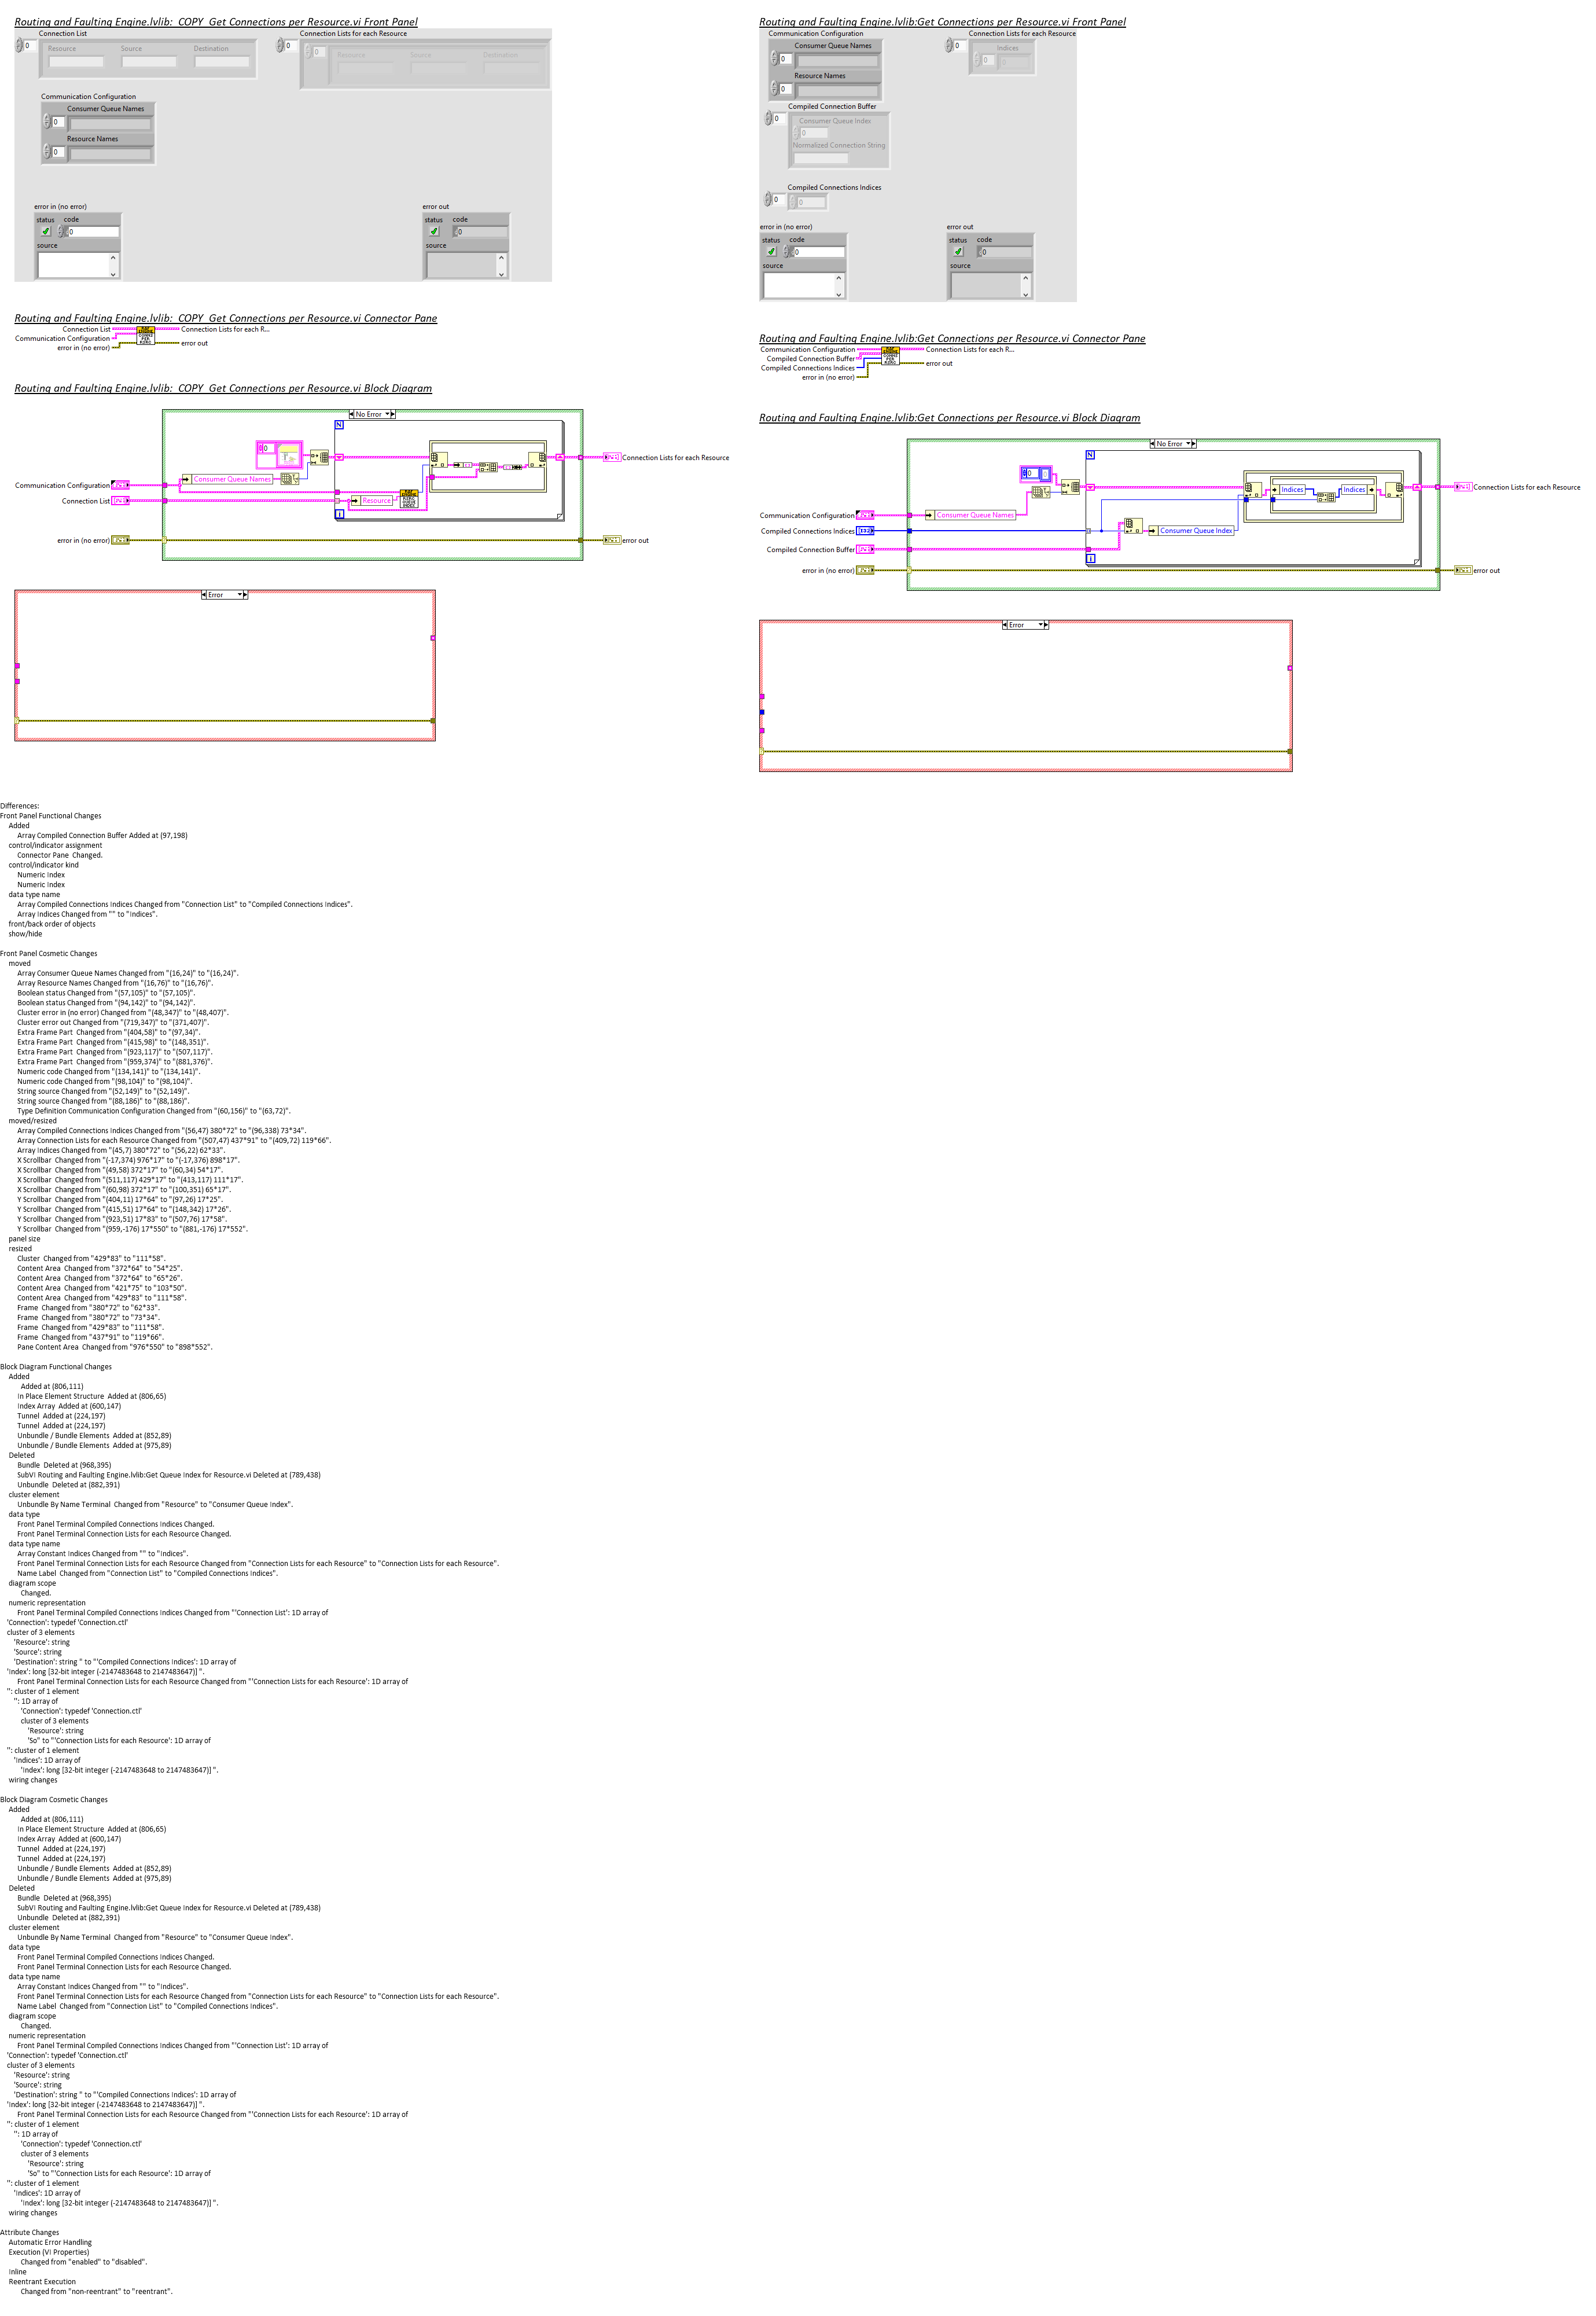 Routing and Faulting Engine.lvlib:  COPY  Get Connections per Resource.vi Front Panel
Connection List
0
Resource
Source
Destination
Connection Lists for each Resource
0
0
Resource
Source
Destination
Communication Configuration
Consumer Queue Names
0
Resource Names
0
error in (no error)
status
code
0
source
error out
status
code
0
source
Routing and Faulting Engine.lvlib:  COPY  Get Connections per Resource.vi Connector Pane
Connection List
Communication Configuration
error in (no error)
Connection Lists for each R...
error out
Routing and Faulting Engine.lvlib:  COPY  Get Connections per Resource.vi Block Diagram
No Error
N
0
Consumer Queue Names
Connection Lists for each Resource
Communication Configuration
Connection List
Resource
i
error in (no error)
error out
Error
Routing and Faulting Engine.lvlib:Get Connections per Resource.vi Front Panel
Communication Configuration
Consumer Queue Names
0
Resource Names
0
Connection Lists for each Resource
0
Indices
0
0
Compiled Connection Buffer
0
Consumer Queue Index
0
Normalized Connection String
Compiled Connections Indices
0
0
error in (no error)
status
code
0
source
error out
status
code
0
source
Routing and Faulting Engine.lvlib:Get Connections per Resource.vi Connector Pane
Communication Configuration
Compiled Connection Buffer
Compiled Connections Indices
error in (no error)
Connection Lists for each R...
error out
Routing and Faulting Engine.lvlib:Get Connections per Resource.vi Block Diagram
No Error
N
0
Indices
Indices
Connection Lists for each Resource
Communication Configuration
Consumer Queue Names
Compiled Connections Indices
Consumer Queue Index
Compiled Connection Buffer
i
error in (no error)
error out
Error
Differences:
Front Panel Functional Changes
Added
Array Compiled Connection Buffer Added at (97,198)
control/indicator assignment
Connector Pane  Changed.
control/indicator kind
Numeric Index
Numeric Index
data type name
Array Compiled Connections Indices Changed from "Connection List" to "Compiled Connections Indices".
Array Indices Changed from "" to "Indices".
front/back order of objects
show/hide
Front Panel Cosmetic Changes
moved
Array Consumer Queue Names Changed from "(16,24)" to "(16,24)".
Array Resource Names Changed from "(16,76)" to "(16,76)".
Boolean status Changed from "(57,105)" to "(57,105)".
Boolean status Changed from "(94,142)" to "(94,142)".
Cluster error in (no error) Changed from "(48,347)" to "(48,407)".
Cluster error out Changed from "(719,347)" to "(371,407)".
Extra Frame Part  Changed from "(404,58)" to "(97,34)".
Extra Frame Part  Changed from "(415,98)" to "(148,351)".
Extra Frame Part  Changed from "(923,117)" to "(507,117)".
Extra Frame Part  Changed from "(959,374)" to "(881,376)".
Numeric code Changed from "(134,141)" to "(134,141)".
Numeric code Changed from "(98,104)" to "(98,104)".
String source Changed from "(52,149)" to "(52,149)".
String source Changed from "(88,186)" to "(88,186)".
Type Definition Communication Configuration Changed from "(60,156)" to "(63,72)".
moved/resized
Array Compiled Connections Indices Changed from "(56,47) 380*72" to "(96,338) 73*34".
Array Connection Lists for each Resource Changed from "(507,47) 437*91" to "(409,72) 119*66".
Array Indices Changed from "(45,7) 380*72" to "(56,22) 62*33".
X Scrollbar  Changed from "(-17,374) 976*17" to "(-17,376) 898*17".
X Scrollbar  Changed from "(49,58) 372*17" to "(60,34) 54*17".
X Scrollbar  Changed from "(511,117) 429*17" to "(413,117) 111*17".
X Scrollbar  Changed from "(60,98) 372*17" to "(100,351) 65*17".
Y Scrollbar  Changed from "(404,11) 17*64" to "(97,26) 17*25".
Y Scrollbar  Changed from "(415,51) 17*64" to "(148,342) 17*26".
Y Scrollbar  Changed from "(923,51) 17*83" to "(507,76) 17*58".
Y Scrollbar  Changed from "(959,-176) 17*550" to "(881,-176) 17*552".
panel size
resized
Cluster  Changed from "429*83" to "111*58".
Content Area  Changed from "372*64" to "54*25".
Content Area  Changed from "372*64" to "65*26".
Content Area  Changed from "421*75" to "103*50".
Content Area  Changed from "429*83" to "111*58".
Frame  Changed from "380*72" to "62*33".
Frame  Changed from "380*72" to "73*34".
Frame  Changed from "429*83" to "111*58".
Frame  Changed from "437*91" to "119*66".
Pane Content Area  Changed from "976*550" to "898*552".
Block Diagram Functional Changes
Added
Added at (806,111)
In Place Element Structure  Added at (806,65)
Index Array  Added at (600,147)
Tunnel  Added at (224,197)
Tunnel  Added at (224,197)
Unbundle / Bundle Elements  Added at (852,89)
Unbundle / Bundle Elements  Added at (975,89)
Deleted
Bundle  Deleted at (968,395)
SubVI Routing and Faulting Engine.lvlib:Get Queue Index for Resource.vi Deleted at (789,438)
Unbundle  Deleted at (882,391)
cluster element
Unbundle By Name Terminal  Changed from "Resource" to "Consumer Queue Index".
data type
Front Panel Terminal Compiled Connections Indices Changed.
Front Panel Terminal Connection Lists for each Resource Changed.
data type name
Array Constant Indices Changed from "" to "Indices".
Front Panel Terminal Connection Lists for each Resource Changed from "Connection Lists for each Resource" to "Connection Lists for each Resource".
Name Label  Changed from "Connection List" to "Compiled Connections Indices".
diagram scope
Changed.
numeric representation
Front Panel Terminal Compiled Connections Indices Changed from "'Connection List': 1D array of
'Connection': typedef 'Connection.ctl'
cluster of 3 elements
'Resource': string
'Source': string
'Destination': string " to "'Compiled Connections Indices': 1D array of
'Index': long [32-bit integer (-2147483648 to 2147483647)] ".
Front Panel Terminal Connection Lists for each Resource Changed from "'Connection Lists for each Resource': 1D array of
'': cluster of 1 element
'': 1D array of
'Connection': typedef 'Connection.ctl'
cluster of 3 elements
'Resource': string
'So" to "'Connection Lists for each Resource': 1D array of
'': cluster of 1 element
'Indices': 1D array of
'Index': long [32-bit integer (-2147483648 to 2147483647)] ".
wiring changes
Block Diagram Cosmetic Changes
Added
Added at (806,111)
In Place Element Structure  Added at (806,65)
Index Array  Added at (600,147)
Tunnel  Added at (224,197)
Tunnel  Added at (224,197)
Unbundle / Bundle Elements  Added at (852,89)
Unbundle / Bundle Elements  Added at (975,89)
Deleted
Bundle  Deleted at (968,395)
SubVI Routing and Faulting Engine.lvlib:Get Queue Index for Resource.vi Deleted at (789,438)
Unbundle  Deleted at (882,391)
cluster element
Unbundle By Name Terminal  Changed from "Resource" to "Consumer Queue Index".
data type
Front Panel Terminal Compiled Connections Indices Changed.
Front Panel Terminal Connection Lists for each Resource Changed.
data type name
Array Constant Indices Changed from "" to "Indices".
Front Panel Terminal Connection Lists for each Resource Changed from "Connection Lists for each Resource" to "Connection Lists for each Resource".
Name Label  Changed from "Connection List" to "Compiled Connections Indices".
diagram scope
Changed.
numeric representation
Front Panel Terminal Compiled Connections Indices Changed from "'Connection List': 1D array of
'Connection': typedef 'Connection.ctl'
cluster of 3 elements
'Resource': string
'Source': string
'Destination': string " to "'Compiled Connections Indices': 1D array of
'Index': long [32-bit integer (-2147483648 to 2147483647)] ".
Front Panel Terminal Connection Lists for each Resource Changed from "'Connection Lists for each Resource': 1D array of
'': cluster of 1 element
'': 1D array of
'Connection': typedef 'Connection.ctl'
cluster of 3 elements
'Resource': string
'So" to "'Connection Lists for each Resource': 1D array of
'': cluster of 1 element
'Indices': 1D array of
'Index': long [32-bit integer (-2147483648 to 2147483647)] ".
wiring changes
Attribute Changes
Automatic Error Handling
Execution (VI Properties)
Changed from "enabled" to "disabled".
Inline
Reentrant Execution
Changed from "non-reentrant" to "reentrant".